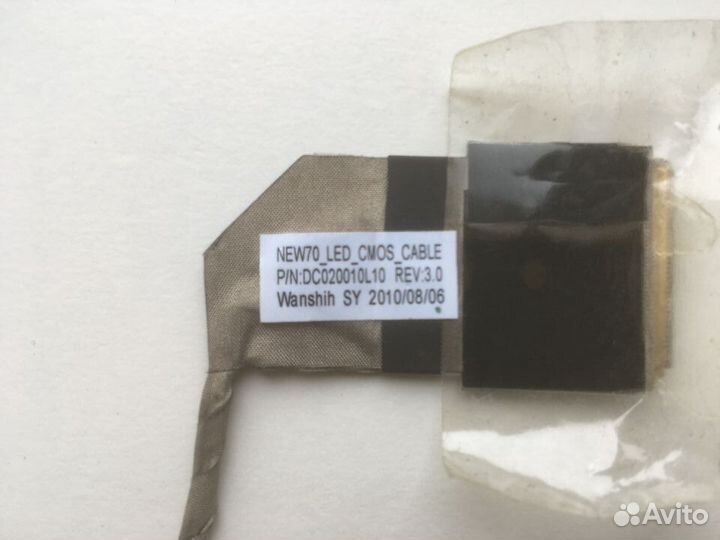 NEW70_LED_CMOS_CABLE
P/N:DC020010L10 REV:3.0
Wanshih SY 2010/08/06
Avito